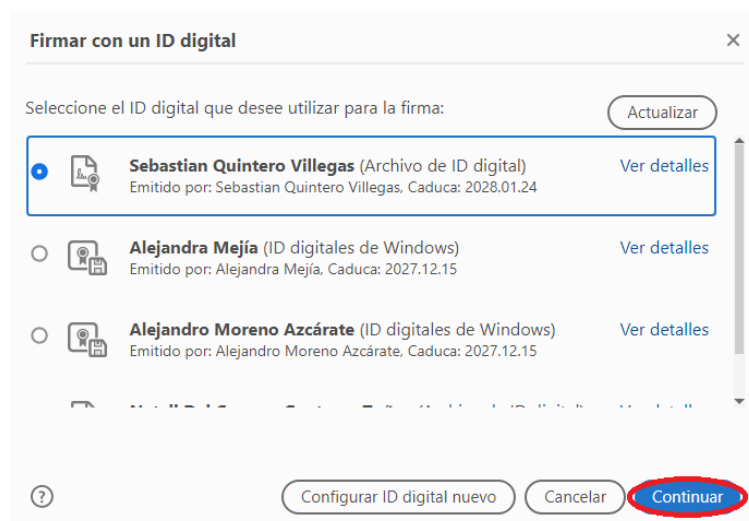 Firmar con un ID digital
Seleccione el ID digital que desee utilizar para la firma:
Actualizar
Sebastian Quintero Villegas (Archivo de ID digital)
Ver detalles
Emitido por: Sebastian Quintero Villegas, Caduca: 2028.01.24
Alejandra Mejía (ID digitales de Windows)
Ver detalles
Emitido por: Alejandra Mejía, Caduca: 2027.12.15
Alejandro Moreno Azcárate (ID digitales de Windows)
Ver detalles
Emitido por: Alejandro Moreno Azcárate, Caduca: 2027.12.15
Configurar ID digital nuevo
Cancelar
Continuar